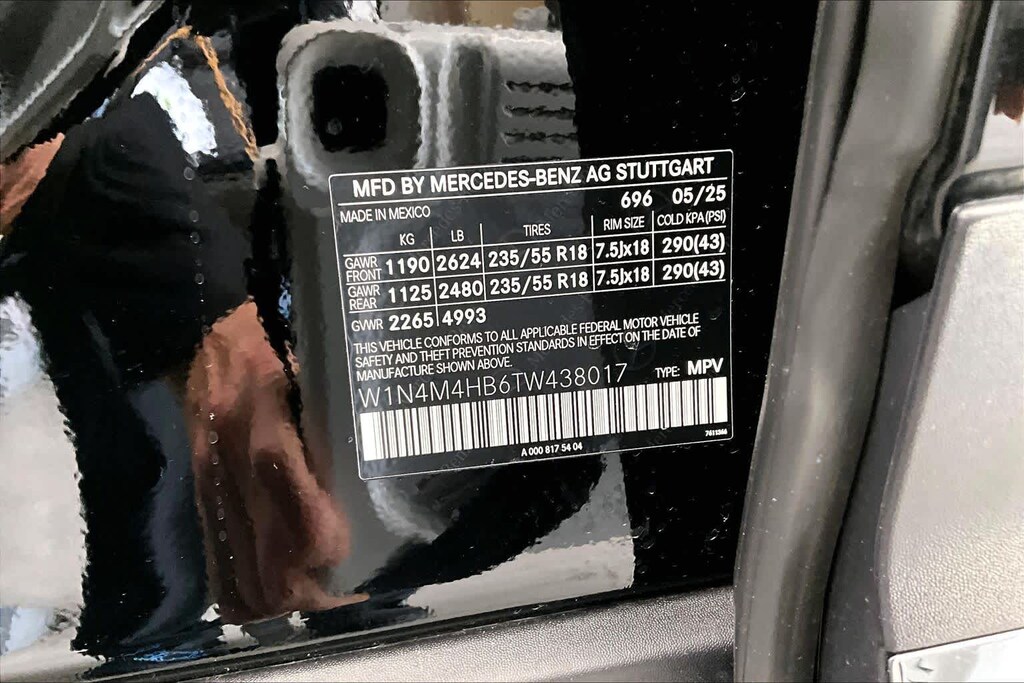 MFD BY MERCEDES-BENZ AG STUTTGART
696 05/25
MADE IN MEXICO
KG LB TIRES RIM SIZE COLD KPA(PSI)
GAWR FRONT 1190 2624 235/55 R18 7.5Jx18 290(43)
GAWR REAR 1125 2480 235/55 R18 7.5Jx18 290(43)
GVWR 2265 4993
THIS VEHICLE CONFORMS TO ALL APPLICABLE FEDERAL MOTOR VEHICLE
SAFETY AND THEFT PREVENTION STANDARDS IN EFFECT ON THE DATE OF
MANUFACTURE SHOWN ABOVE.
W1N4M4HB6TW438017 TYPE: MPV
A 000 817 54 04